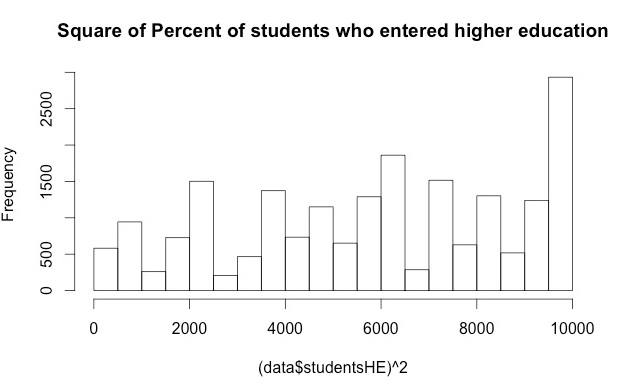 Square of Percent of students who entered higher education
Frequency
2500
1500
500
0
0 2000 4000 6000 8000 10000
(data$studentsHE)^2